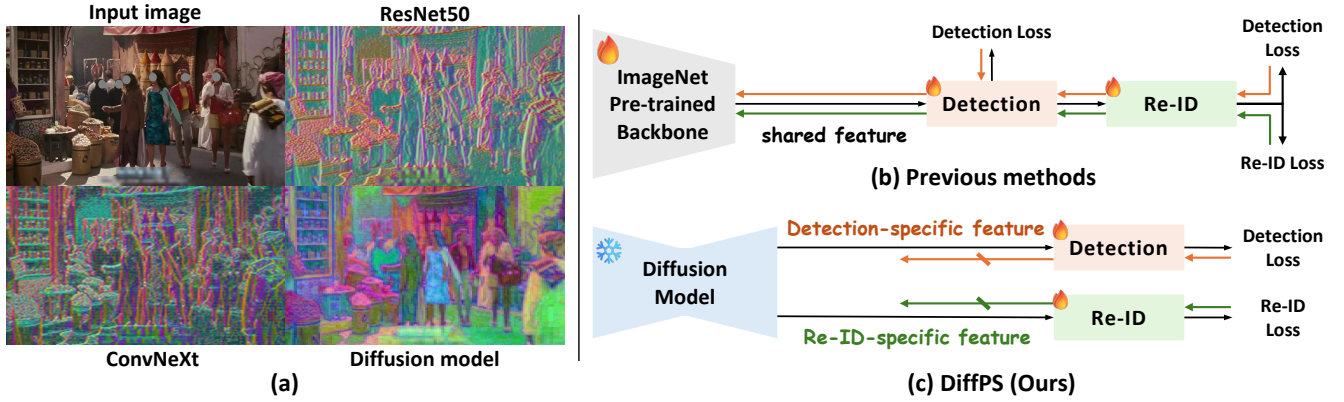 Input image
ResNet50
ConvNeXt
Diffusion model
(a)
ImageNet
Pre-trained
Backbone
shared feature
Detection Loss
Detection
Re-ID
Detection
Loss
Re-ID Loss
(b) Previous methods
Diffusion
Model
Detection-specific feature
Detection
Detection
Loss
Re-ID-specific feature
Re-ID
Re-ID
Loss
(c) DiffPS (Ours)